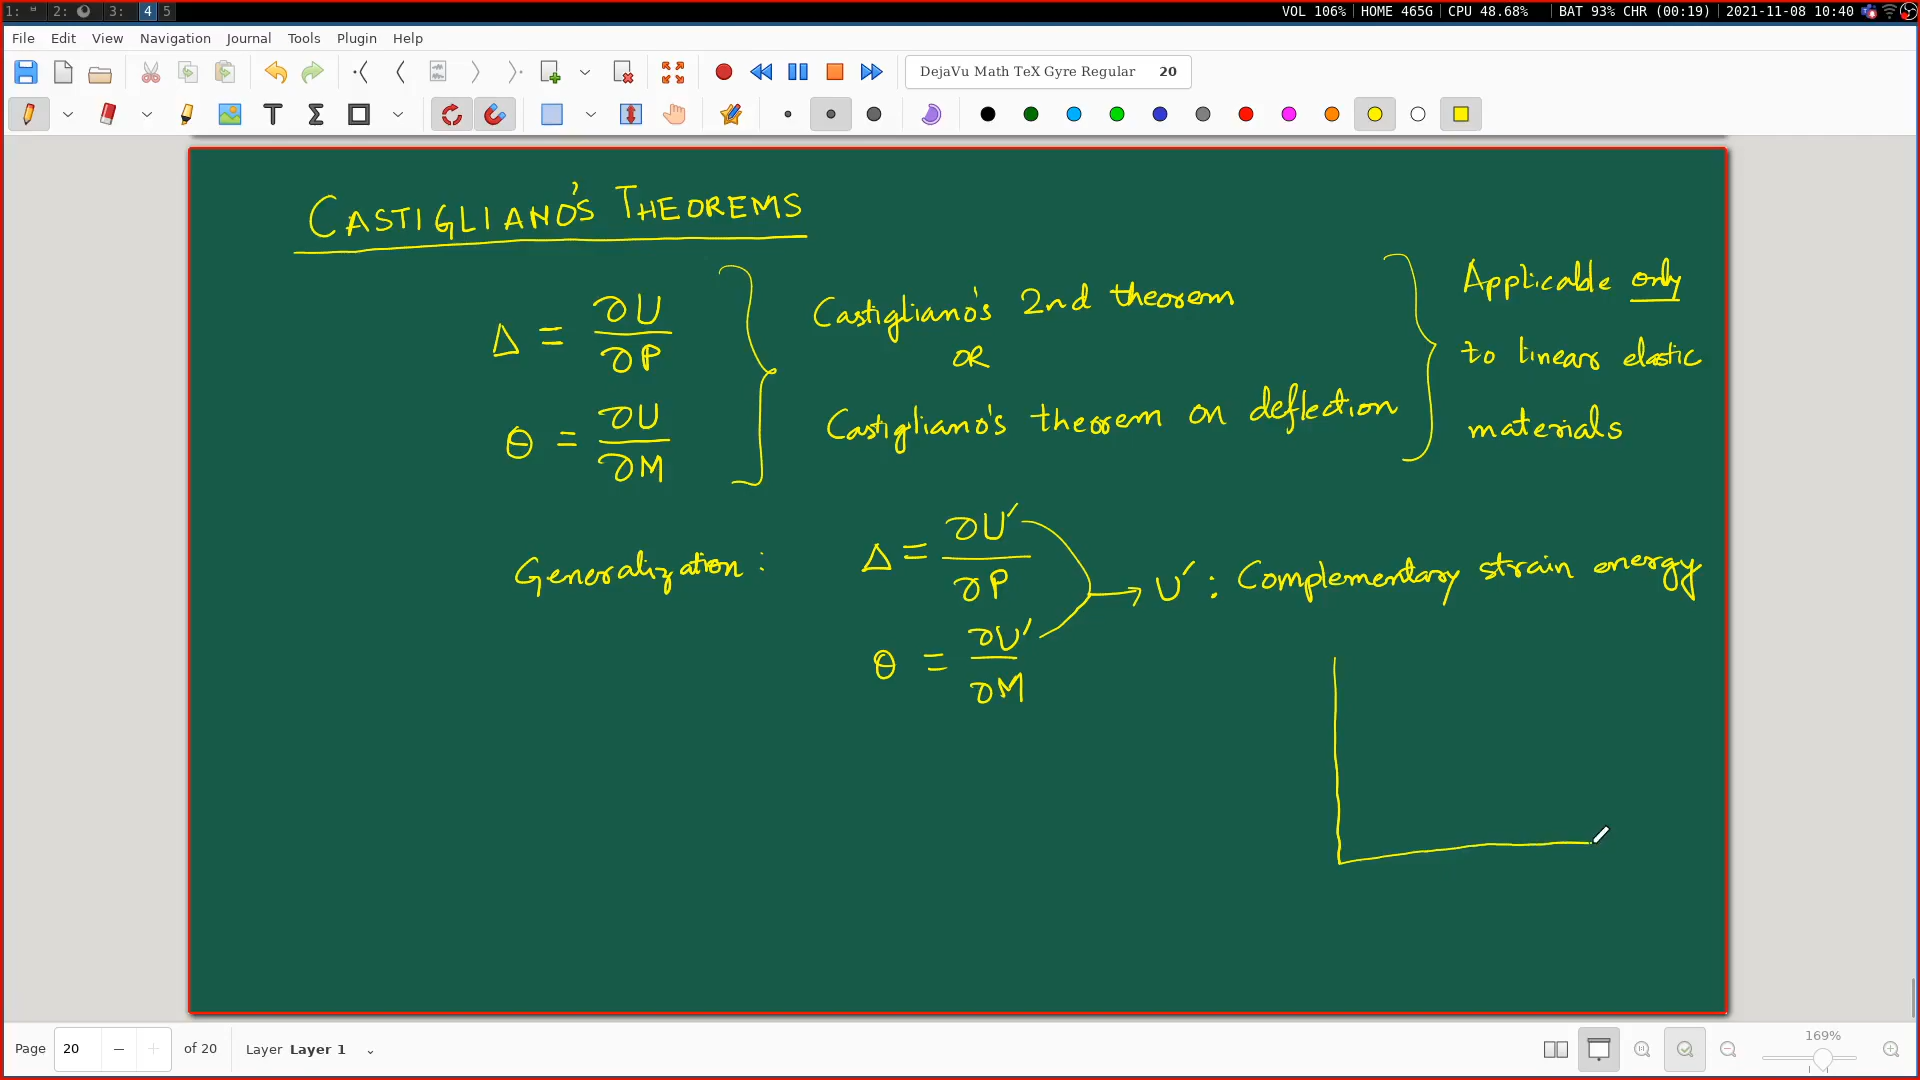 1: 2: 3: 4 5 VOL 106% HOME 465G CPU 48.68% BAT 93% CHR (00:19) 2021-11-08 10:40
File Edit View Navigation Journal Tools Plugin Help
DejaVu Math TeX Gyre Regular 20
CASTIGLIANO'S THEOREMS
Δ = ∂U/∂P
θ = ∂U/∂M
Castigliano's 2nd theorem
OR
Castigliano's theorem on deflection
Applicable only
to linear elastic
materials
Generalization :
Δ = ∂U′/∂P
θ = ∂U′/∂M
→ U′ : Complementary strain energy
Page 20 of 20 Layer Layer 1
169%